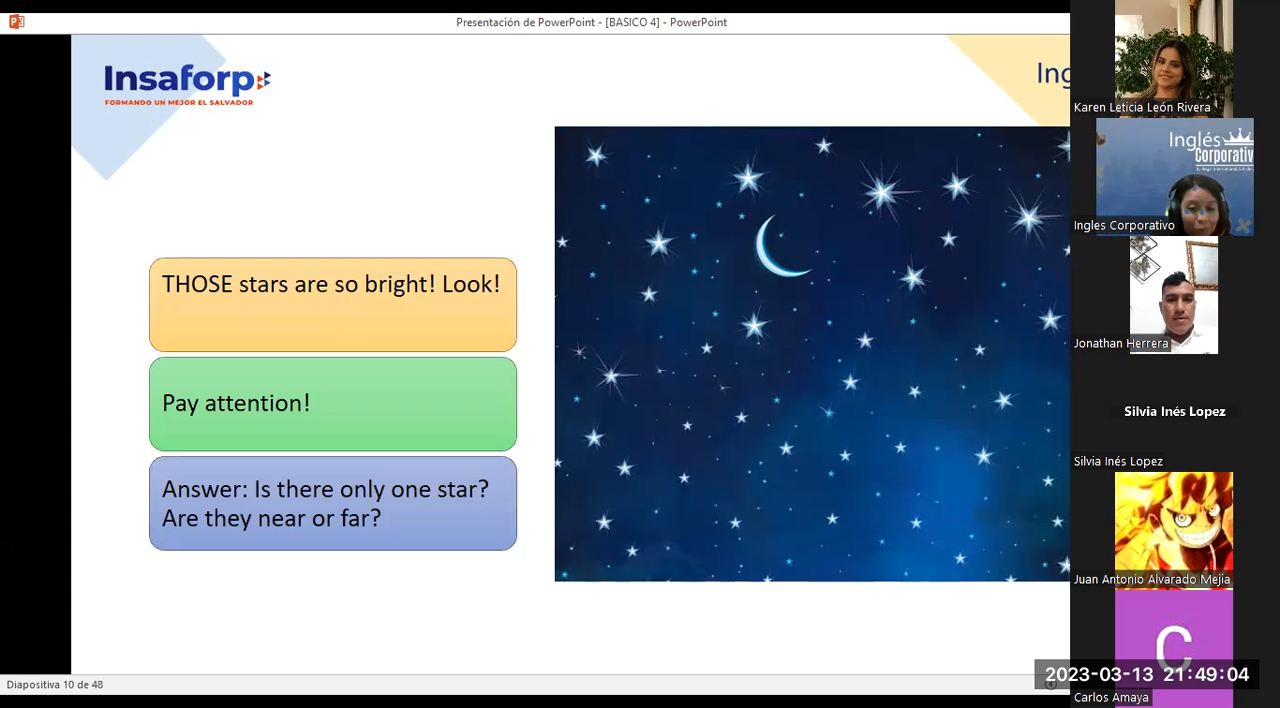 Presentación de PowerPoint - [BASICO 4] - PowerPoint
Insaforp
FORMANDO UN MEJOR EL SALVADOR
Ing
THOSE stars are so bright! Look!
Pay attention!
Answer: Is there only one star?
Are they near or far?
Diapositiva 10 de 48
Karen Leticia León Rivera
Inglés
Corporativ
Ingles Corporativo
Jonathan Herrera
Silvia Inés Lopez
Silvia Inés Lopez
Juan Antonio Alvarado Mejía
C
2023-03-13 21:49:04
Carlos Amaya